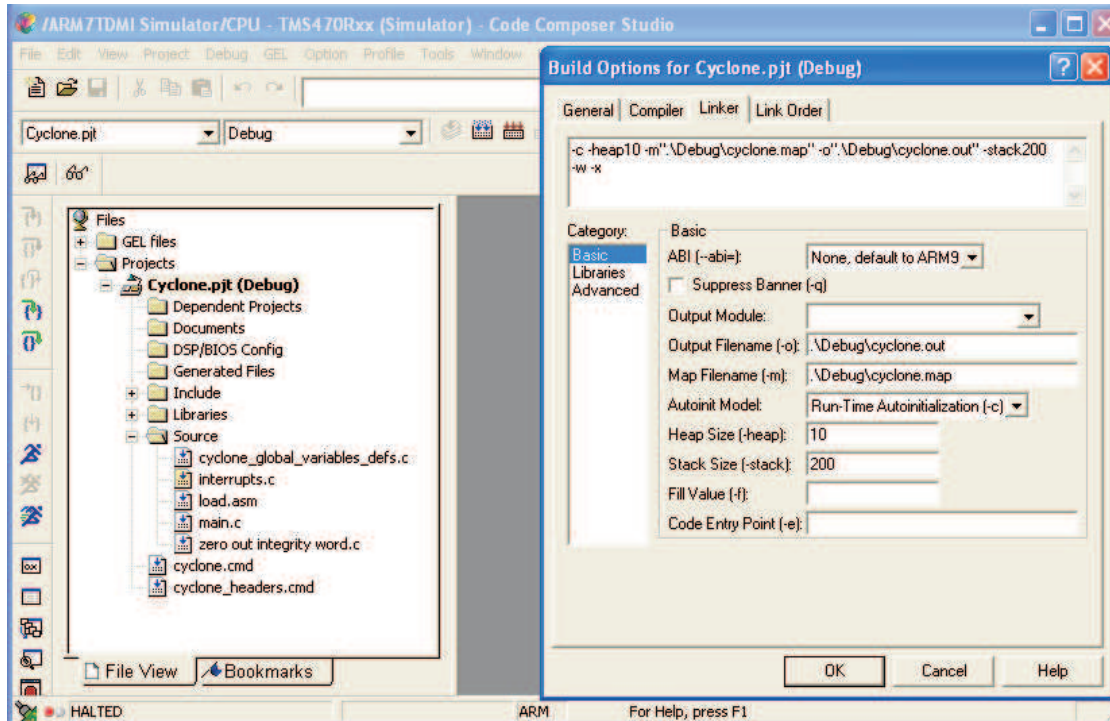 /ARM7TDMI Simulator/CPU - TMS470Rxx (Simulator) - Code Composer Studio
File Edit View Project Debug GEL Option Profile Tools Window
Cyclone.pjt
Debug
Files
GEL files
Projects
Cyclone.pjt (Debug)
Dependent Projects
Documents
DSP/BIOS Config
Generated Files
Include
Libraries
Source
cyclone_global_variables_defs.c
interrupts.c
load.asm
main.c
zero out integrity word.c
cyclone.cmd
cyclone_headers.cmd
File View
Bookmarks
HALTED
ARM
For Help, press F1
Build Options for Cyclone.pjt (Debug)
General Compiler Linker Link Order
-c -heap10 -m".\Debug\cyclone.map" -o".\Debug\cyclone.out" -stack200
-w -x
Category:
Basic
Libraries
Advanced
Basic
ABI (--abi=): None, default to ARM9
Suppress Banner (-q)
Output Module:
Output Filename (-o): .\Debug\cyclone.out
Map Filename (-m): .\Debug\cyclone.map
Autoinit Model: Run-Time Autoinitialization (-c)
Heap Size (-heap): 10
Stack Size (-stack): 200
Fill Value (-f):
Code Entry Point (-e):
OK Cancel Help